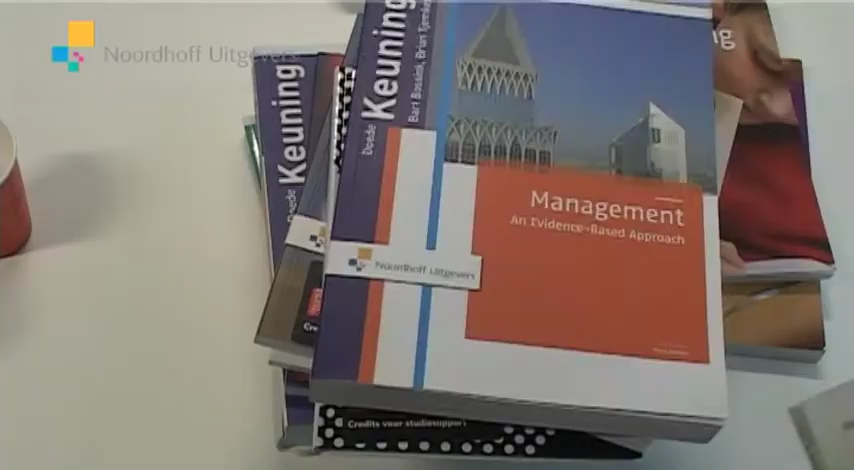 Noordhoff Uitgevers
Doede Keuning
Doede Keuning
Bart Bossink, Brian Tjemkes
ng
Management
An Evidence-Based Approach
Noordhoff Uitgevers
Credits voor studiesupport